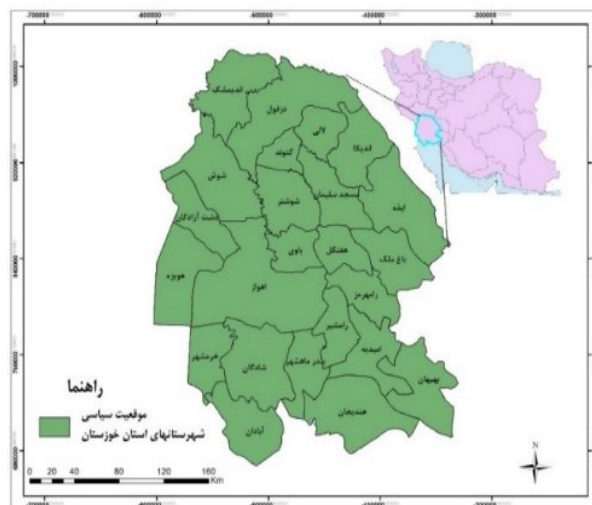 اندیمشک
دزفول
لالی
اندیکا
گتوند
شوش
شوشتر
مسجد سلیمان
ایذه
دشت آزادگان
باوی
هفتگل
باغ ملک
هویزه
اهواز
رامهرمز
رامشیر
امیدیه
خرمشهر
شادگان
بندر ماهشهر
بهبهان
هندیجان
آبادان
راهنما
موقعیت سیاسی
شهرستانهای استان خوزستان
0 20 40 80 120 160
Km
N